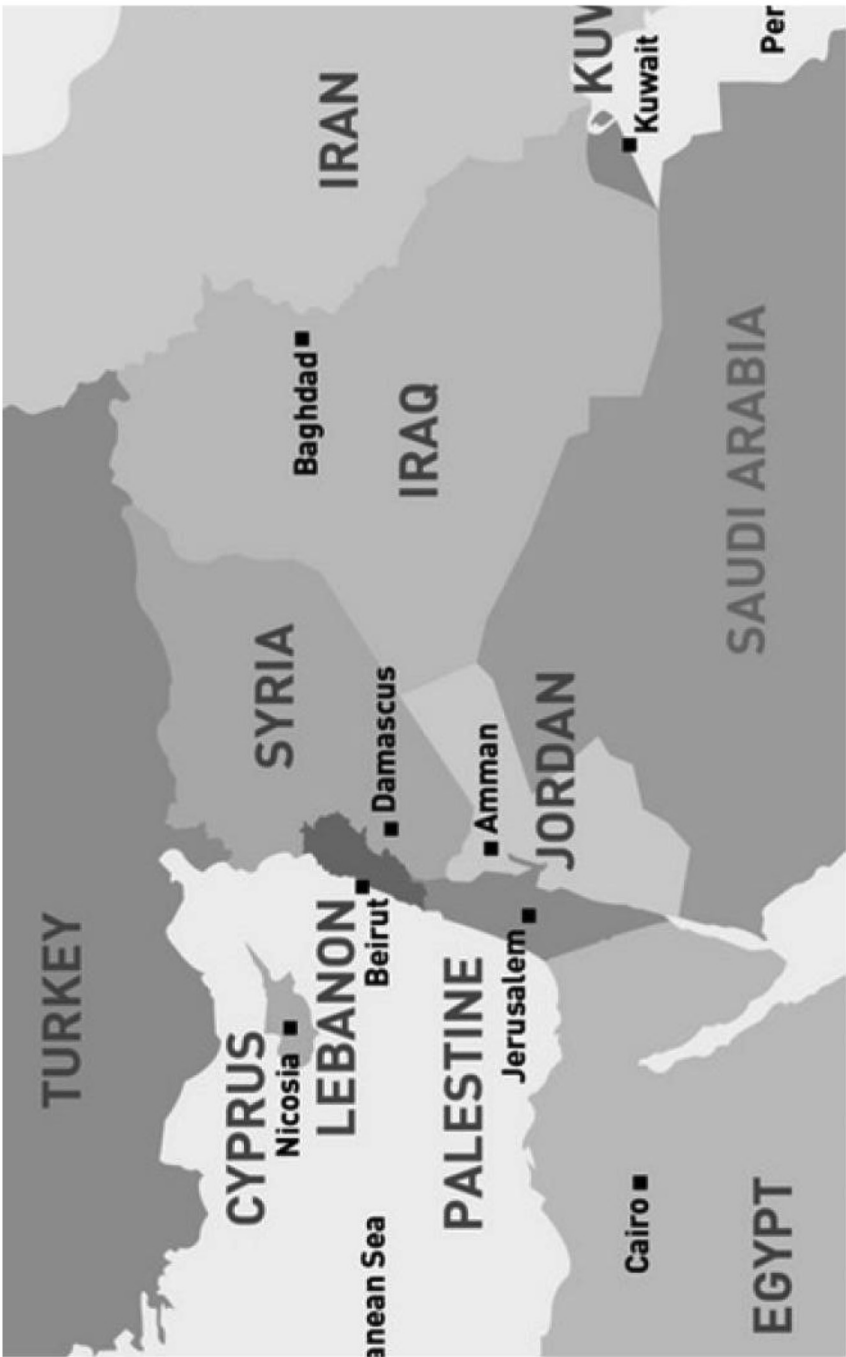 TURKEY
CYPRUS
Nicosia
LEBANON
Beirut
SYRIA
Damascus
IRAN
Baghdad
IRAQ
anean Sea
PALESTINE
Jerusalem
Amman
JORDAN
KUW
Kuwait
Cairo
EGYPT
SAUDI ARABIA
Per